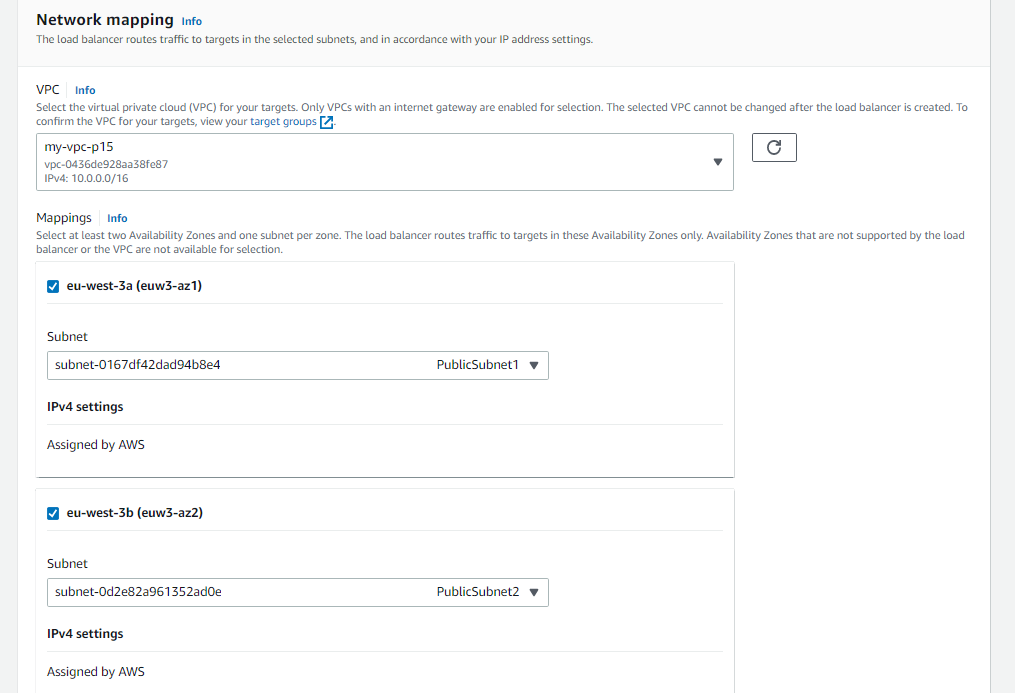 Network mapping Info
The load balancer routes traffic to targets in the selected subnets, and in accordance with your IP address settings.
VPC Info
Select the virtual private cloud (VPC) for your targets. Only VPCs with an internet gateway are enabled for selection. The selected VPC cannot be changed after the load balancer is created. To
confirm the VPC for your targets, view your target groups.
my-vpc-p15
vpc-0436de928aa38fe87
IPv4: 10.0.0.0/16
Mappings Info
Select at least two Availability Zones and one subnet per zone. The load balancer routes traffic to targets in these Availability Zones only. Availability Zones that are not supported by the load
balancer or the VPC are not available for selection.
eu-west-3a (euw3-az1)
Subnet
subnet-0167df42dad94b8e4 PublicSubnet1
IPv4 settings
Assigned by AWS
eu-west-3b (euw3-az2)
Subnet
subnet-0d2e82a961352ad0e PublicSubnet2
IPv4 settings
Assigned by AWS